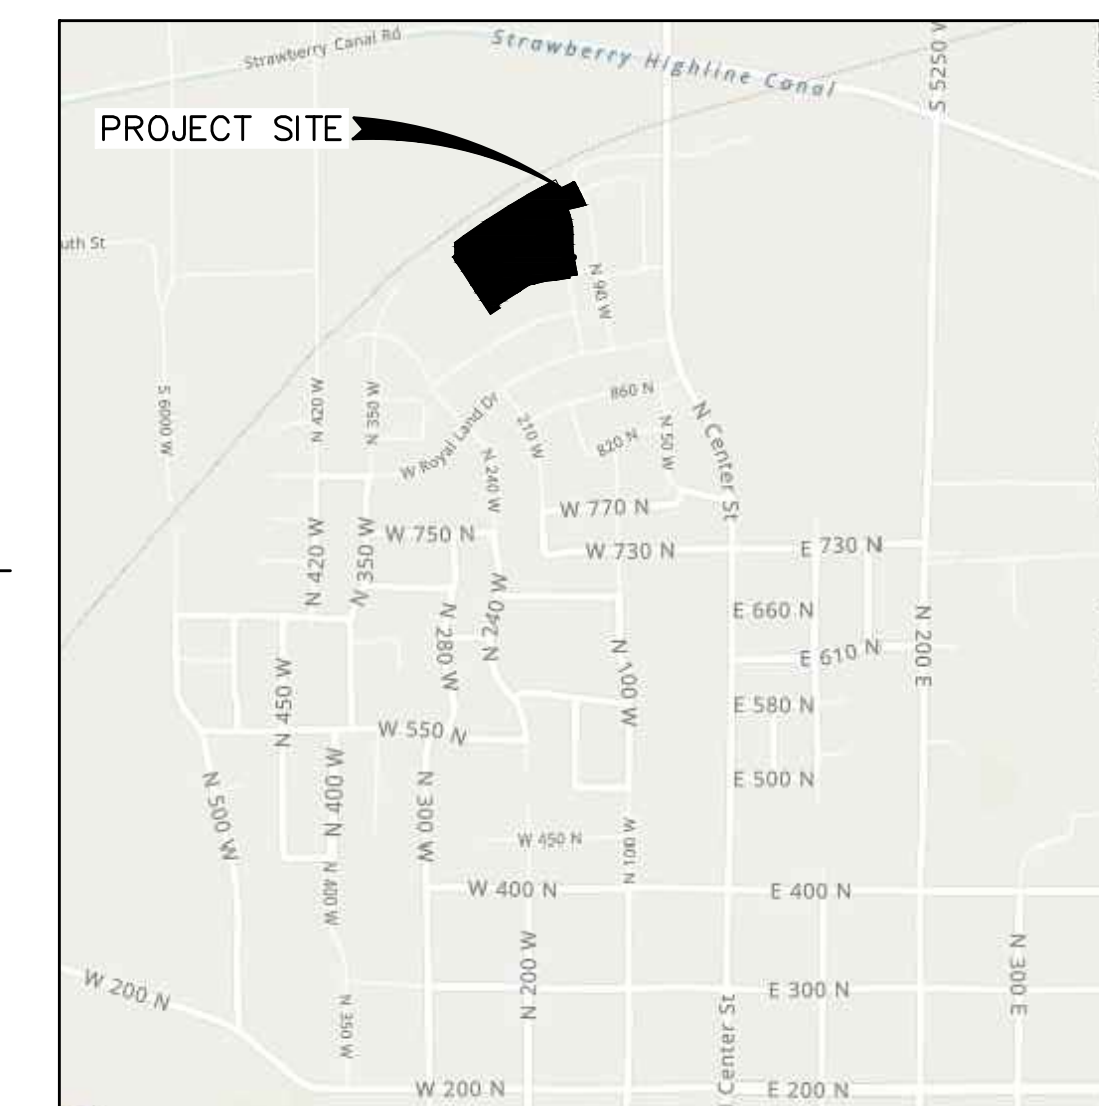 Strawberry Canal Rd
Strawberry Highline Canal
S 5250 W
PROJECT SITE
uth St
N 90 W
S 6000 W
N 420 W
N 350 W
W Royal Land Dr
N 240 W
210 W
860 N
820 N
N 50 W
N Center St
W 770 N
W 750 N
W 730 N
E 730 N
N 420 W
N 350 W
N 280 W
N 240 W
N 100 W
E 660 N
E 610 N
N 200 E
N 450 W
E 580 N
W 550 N
E 500 N
N 500 W
N 400 W
N 300 W
W 450 N
N 100 W
N 400 W
W 400 N
E 400 N
N 200 W
N 300 E
W 200 N
E 300 N
N 350 W
Center St
W 200 N
E 200 N